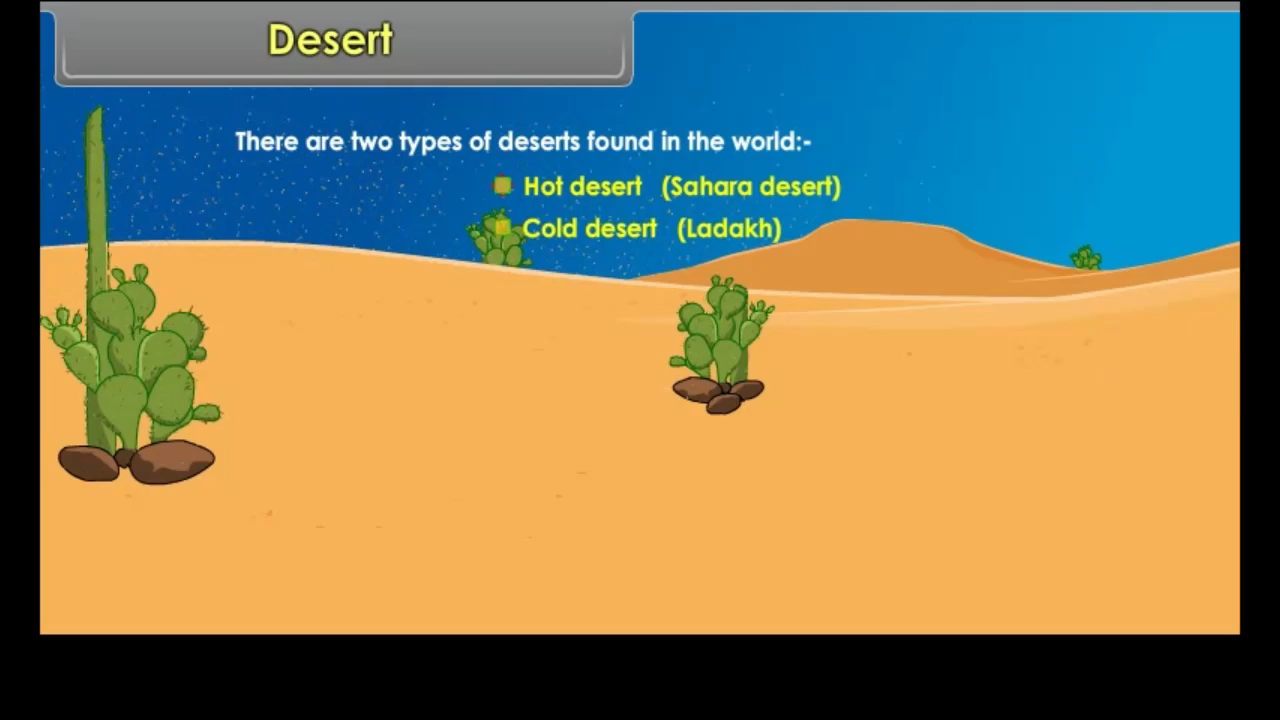 Desert
There are two types of deserts found in the world:-
Hot desert (Sahara desert)
Cold desert (Ladakh)